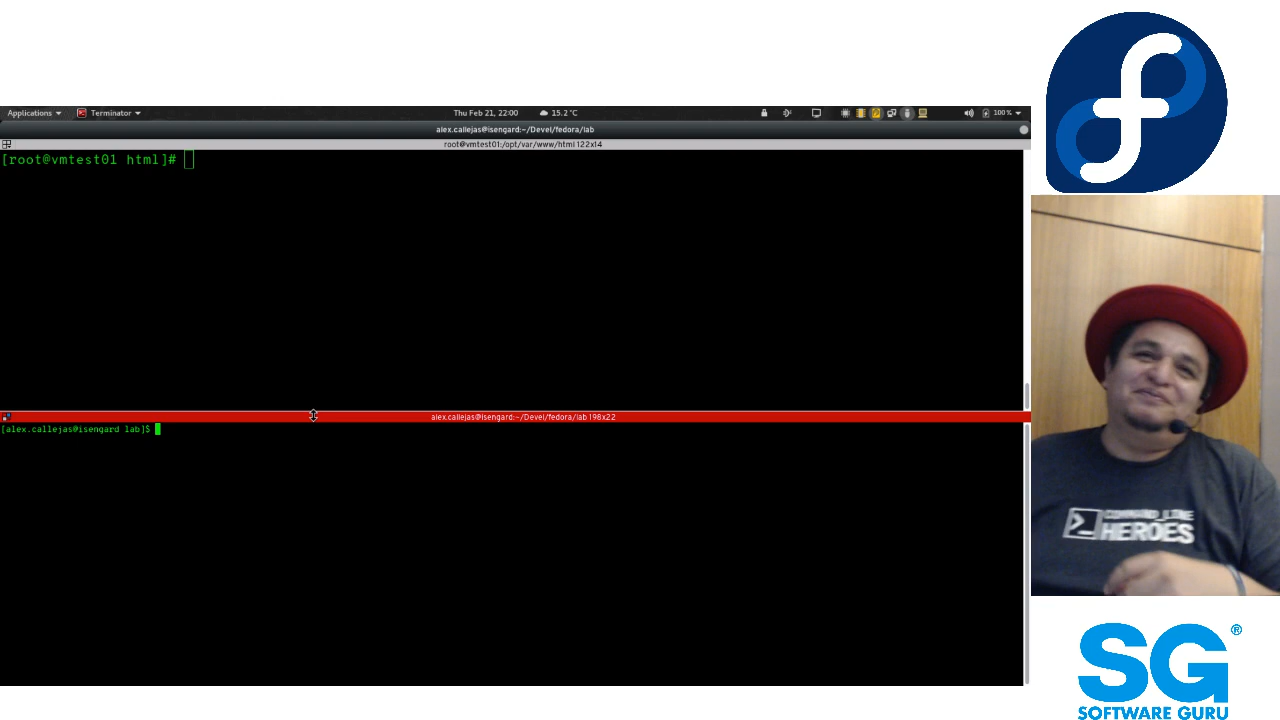 Applications
Terminator
Thu Feb 21, 22:00
15.2°C
100%
alex.callejas@isengard:~/Devel/fedora/lab
root@vmtest01:/opt/var/www/html 122x14
[root@vmtest01 html]#
alex.callejas@isengard:~/Devel/fedora/lab 198x22
[alex.callejas@isengard lab]$
COMMAND_LINE
HEROES
SG®
SOFTWARE GURU